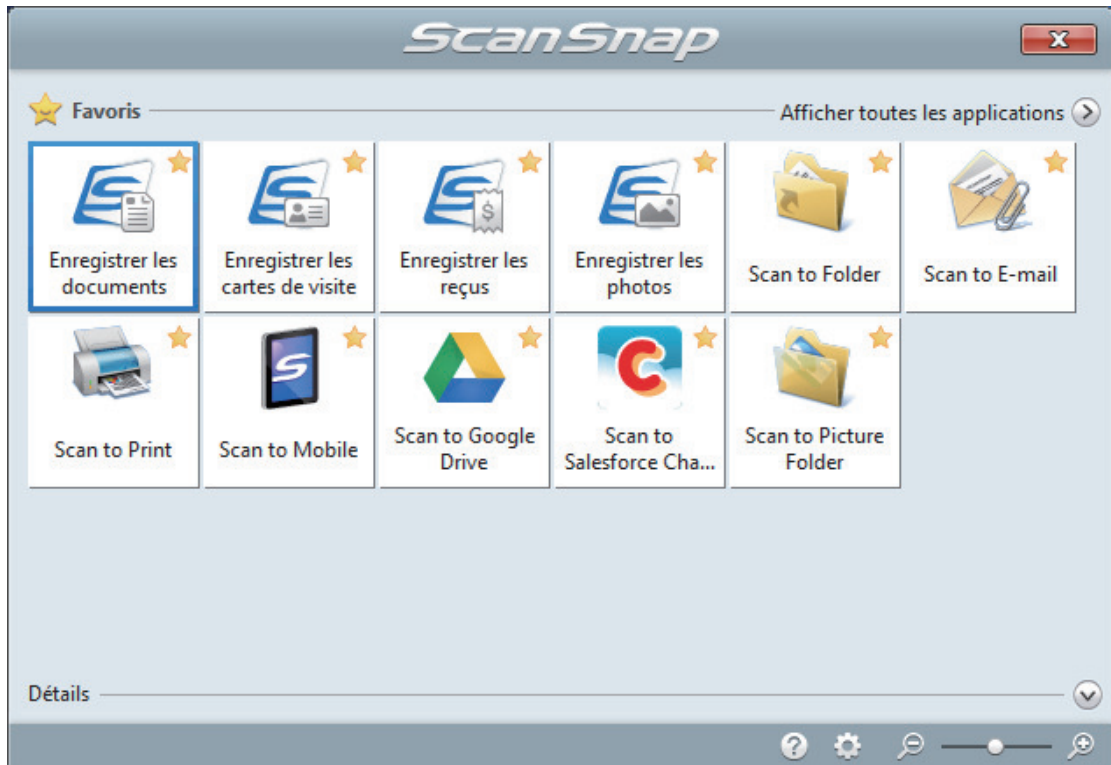 ScanSnap
Favoris
Afficher toutes les applications
Enregistrer les
documents
Enregistrer les
cartes de visite
Enregistrer les
reçus
Enregistrer les
photos
Scan to Folder
Scan to E-mail
Scan to Print
Scan to Mobile
Scan to Google
Drive
Scan to
Salesforce Cha...
Scan to Picture
Folder
Détails